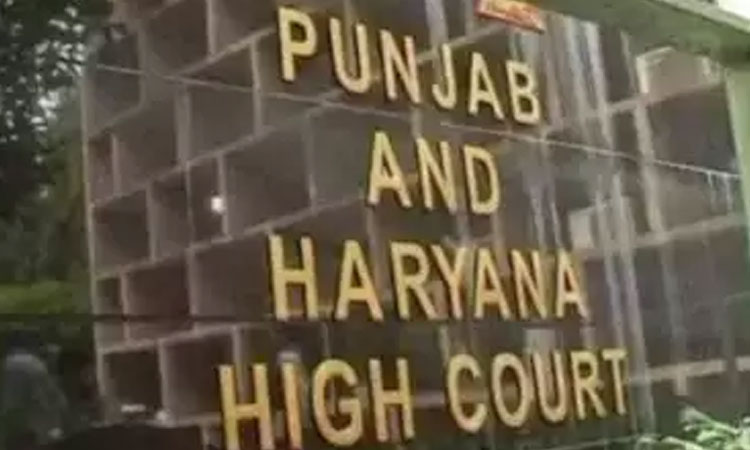 PUNJAB
AND
HARYANA
HIGH COURT